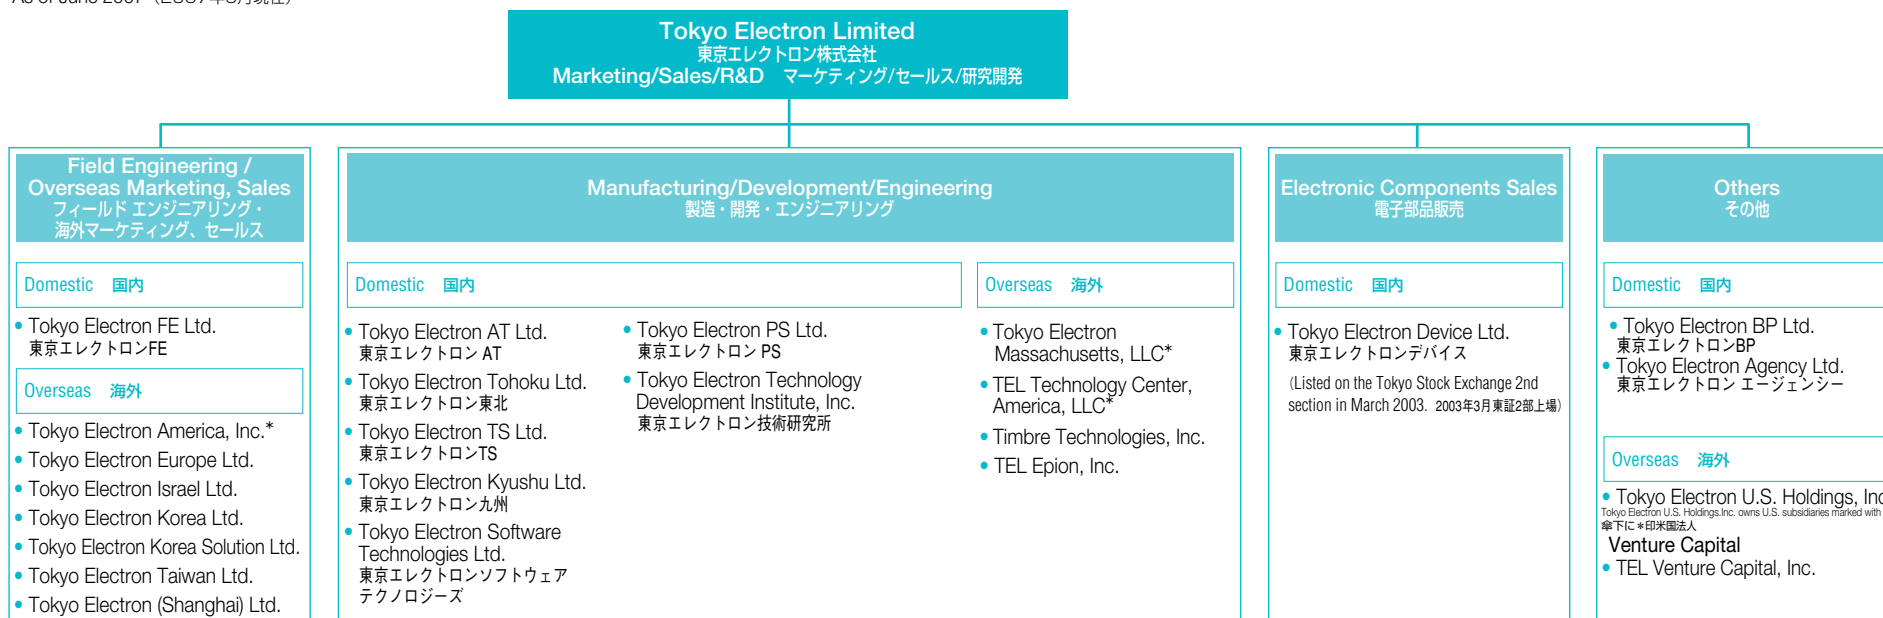 Tokyo Electron Limited
東京エレクトロン株式会社
Marketing/Sales/R&D マーケティング/セールス/研究開発
Field Engineering /
Overseas Marketing, Sales
フィールド エンジニアリング・
海外マーケティング、セールス
Domestic 国内
• Tokyo Electron FE Ltd.
東京エレクトロンFE
Overseas 海外
• Tokyo Electron America, Inc.*
• Tokyo Electron Europe Ltd.
• Tokyo Electron Israel Ltd.
• Tokyo Electron Korea Ltd.
• Tokyo Electron Korea Solution Ltd.
• Tokyo Electron Taiwan Ltd.
• Tokyo Electron (Shanghai) Ltd.
Manufacturing/Development/Engineering
製造・開発・エンジニアリング
Domestic 国内
• Tokyo Electron AT Ltd.
東京エレクトロン AT
• Tokyo Electron Tohoku Ltd.
東京エレクトロン東北
• Tokyo Electron TS Ltd.
東京エレクトロンTS
• Tokyo Electron Kyushu Ltd.
東京エレクトロン九州
• Tokyo Electron Software
Technologies Ltd.
東京エレクトロンソフトウェア
テクノロジーズ
• Tokyo Electron PS Ltd.
東京エレクトロン PS
• Tokyo Electron Technology
Development Institute, Inc.
東京エレクトロン技術研究所
Overseas 海外
• Tokyo Electron
Massachusetts, LLC*
• TEL Technology Center,
America, LLC*
• Timbre Technologies, Inc.
• TEL Epion, Inc.
Electronic Components Sales
電子部品販売
Domestic 国内
• Tokyo Electron Device Ltd.
東京エレクトロンデバイス
(Listed on the Tokyo Stock Exchange 2nd
section in March 2003. 2003年3月東証2部上場)
Others
その他
Domestic 国内
• Tokyo Electron BP Ltd.
東京エレクトロンBP
• Tokyo Electron Agency Ltd.
東京エレクトロン エージェンシー
Overseas 海外
• Tokyo Electron U.S. Holdings,
Tokyo Electron U.S. Holdings.Inc. owns U.S. subsidiaries marked with
傘下に＊印米国法人
Venture Capital
• TEL Venture Capital, Inc.